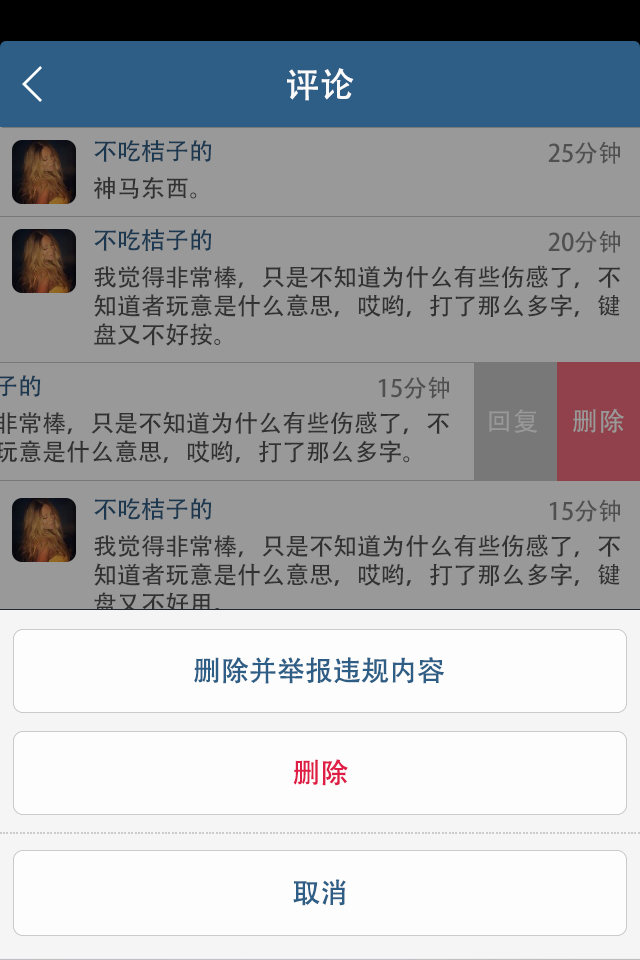 评论
不吃桔子的
25分钟
神马东西。
不吃桔子的
20分钟
我觉得非常棒，只是不知道为什么有些伤感了，不
知道者玩意是什么意思，哎哟，打了那么多字，键
盘又不好按。
子的
15分钟
非常棒，只是不知道为什么有些伤感了，不
玩意是什么意思，哎哟，打了那么多字。
回复
删除
不吃桔子的
15分钟
我觉得非常棒，只是不知道为什么有些伤感了，不
知道者玩意是什么意思，哎哟，打了那么多字，键
盘又不好用。
删除并举报违规内容
删除
取消